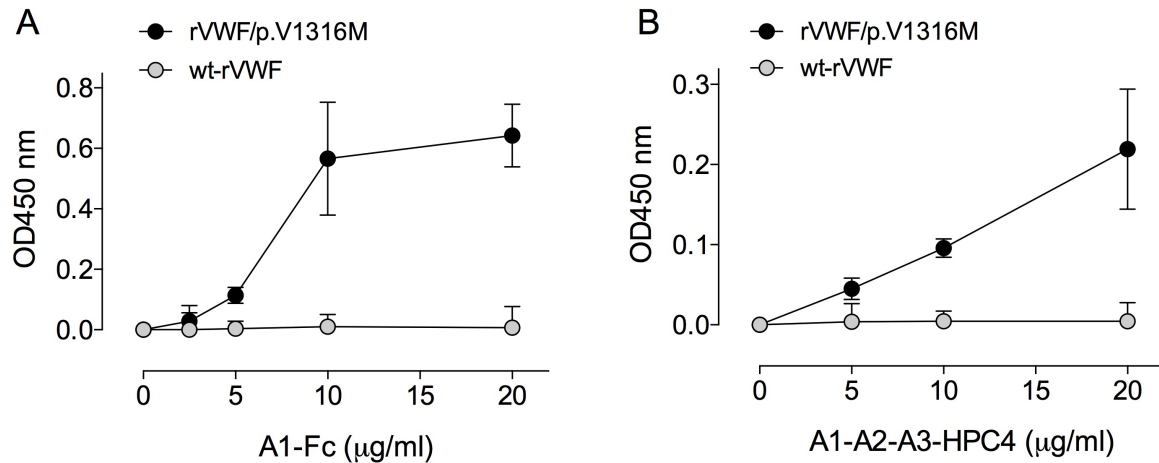 A
rVWF/p.V1316M
wt-rVWF
0.8
0.6
0.4
0.2
0.0
OD450 nm
0 5 10 15 20
A1-Fc (μg/ml)
B
rVWF/p.V1316M
wt-rVWF
0.3
0.2
0.1
0.0
OD450 nm
0 5 10 15 20
A1-A2-A3-HPC4 (μg/ml)